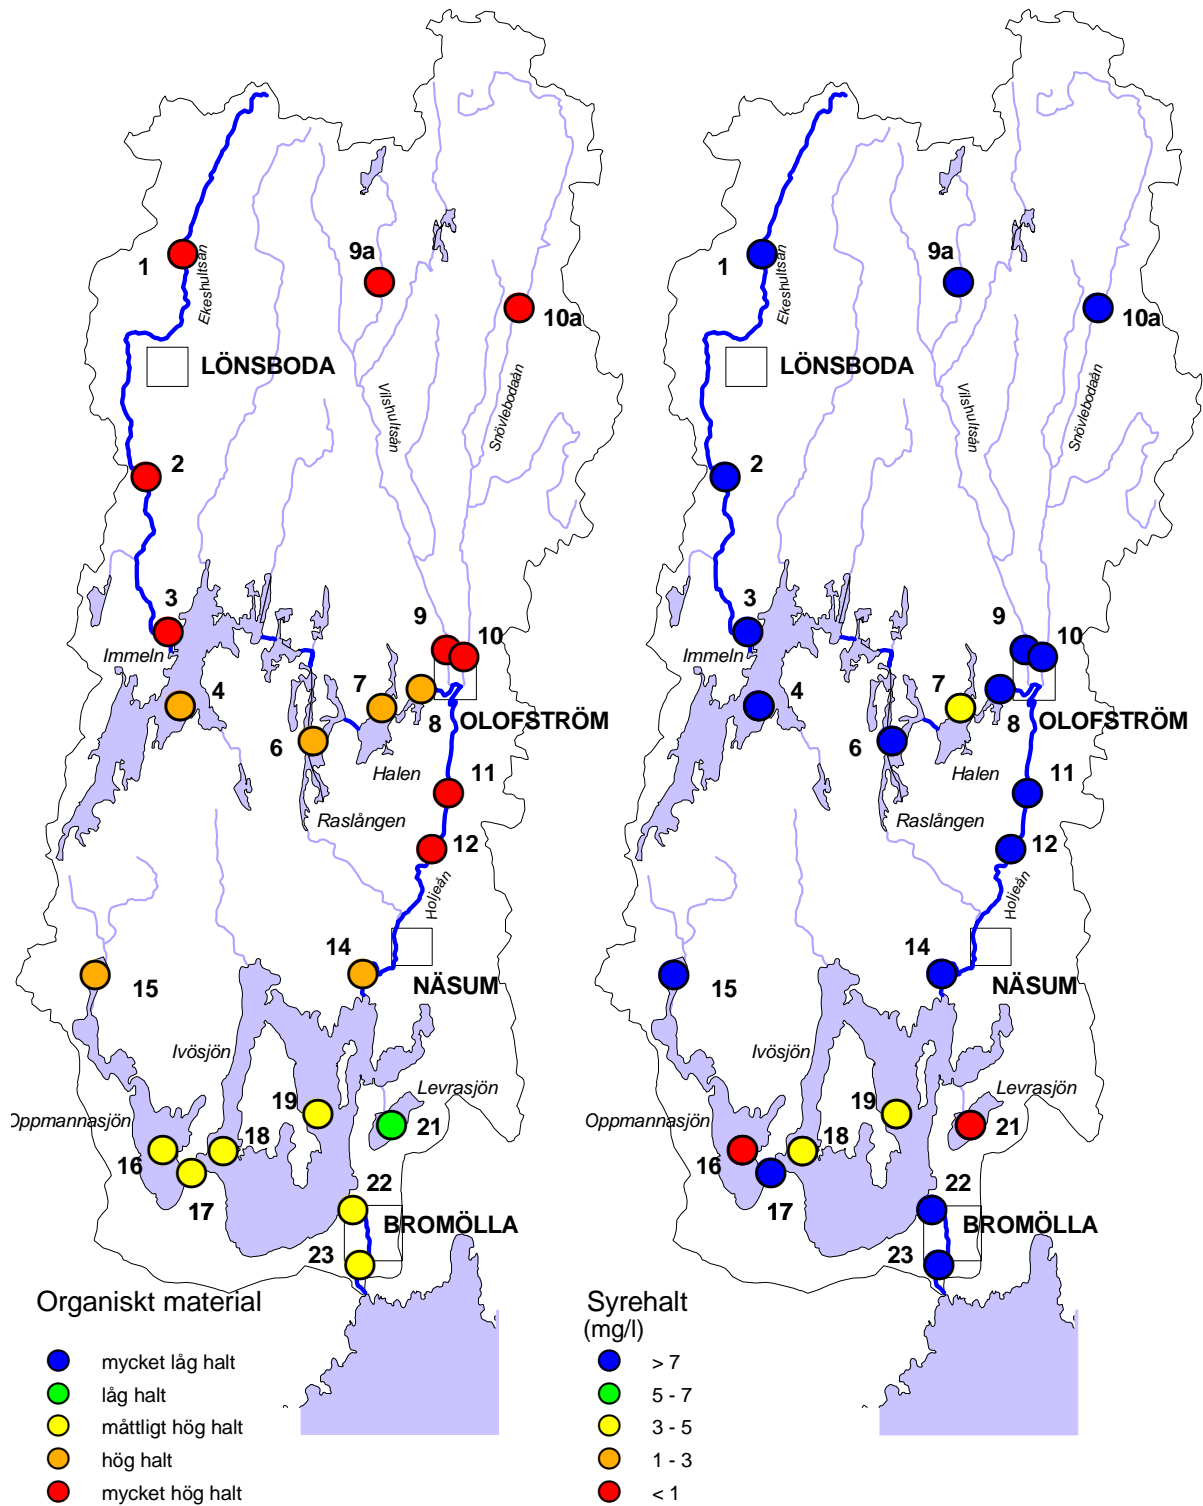 1
Ekeshultsån
9a
10a
LÖNSBODA
Vilshultsån
Snövlebodaån
2
3
Immeln
4
9
10
7
8
OLOFSTRÖM
6
Halen
11
Raslången
12
Holjeån
14
NÄSUM
15
Ivösjön
Levrasjön
Oppmannasjön
19
21
16
18
17
22
BROMÖLLA
23
Organiskt material
mycket låg halt
låg halt
måttligt hög halt
hög halt
mycket hög halt
1
Ekeshultsån
9a
10a
LÖNSBODA
Vilshultsån
Snövlebodaån
2
3
Immeln
4
9
10
7
8
OLOFSTRÖM
6
Halen
11
Raslången
12
Holjeån
14
NÄSUM
15
Ivösjön
Levrasjön
Oppmannasjön
19
21
16
18
17
22
BROMÖLLA
23
Syrehalt
(mg/l)
> 7
5 - 7
3 - 5
1 - 3
< 1